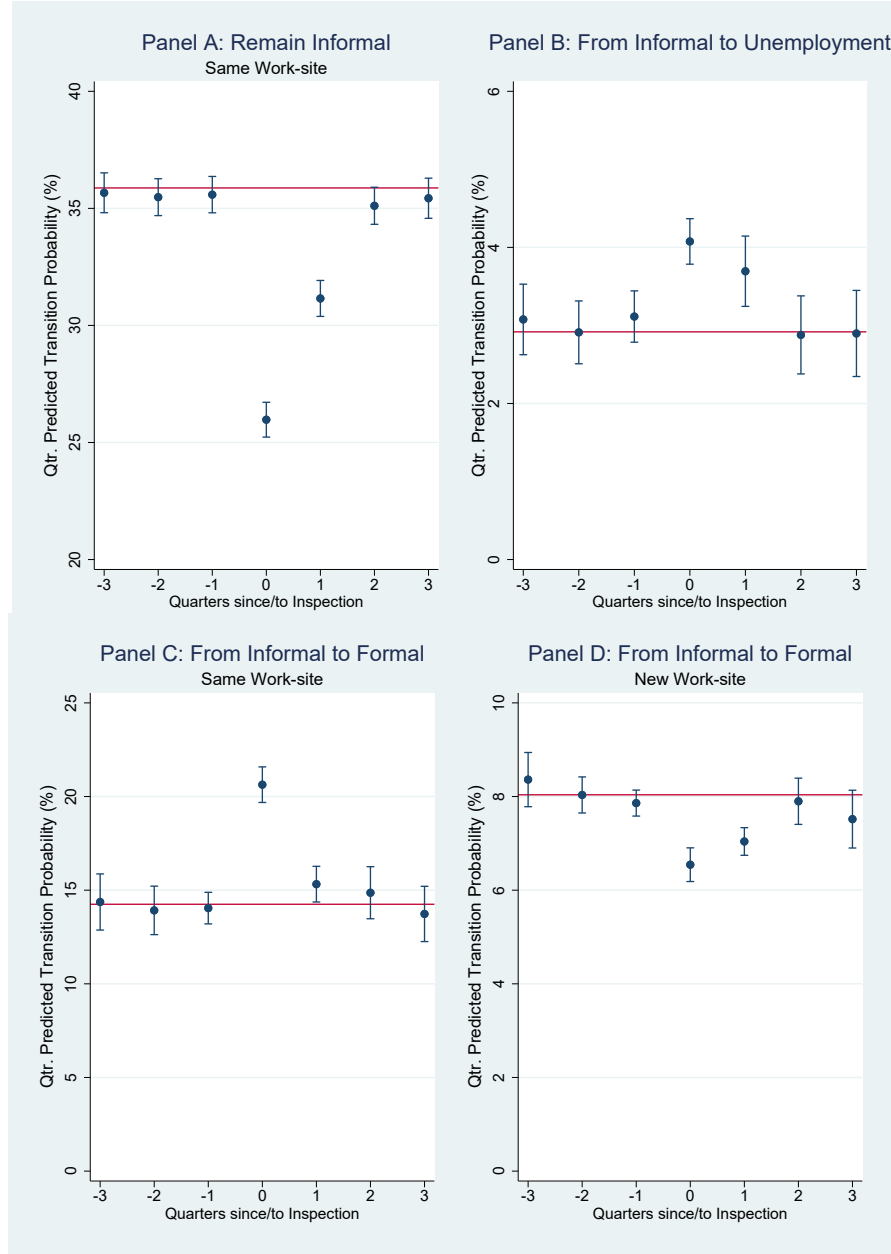 Panel A: Remain Informal
Same Work-site
Qtr. Predicted Transition Probability (%)
40
35
30
25
20
-3 -2 -1 0 1 2 3
Quarters since/to Inspection
Panel B: From Informal to Unemployment
Qtr. Predicted Transition Probability (%)
6
4
2
0
-3 -2 -1 0 1 2 3
Quarters since/to Inspection
Panel C: From Informal to Formal
Same Work-site
Qtr. Predicted Transition Probability (%)
25
20
15
10
5
0
-3 -2 -1 0 1 2 3
Quarters since/to Inspection
Panel D: From Informal to Formal
New Work-site
Qtr. Predicted Transition Probability (%)
10
8
6
4
2
0
-3 -2 -1 0 1 2 3
Quarters since/to Inspection